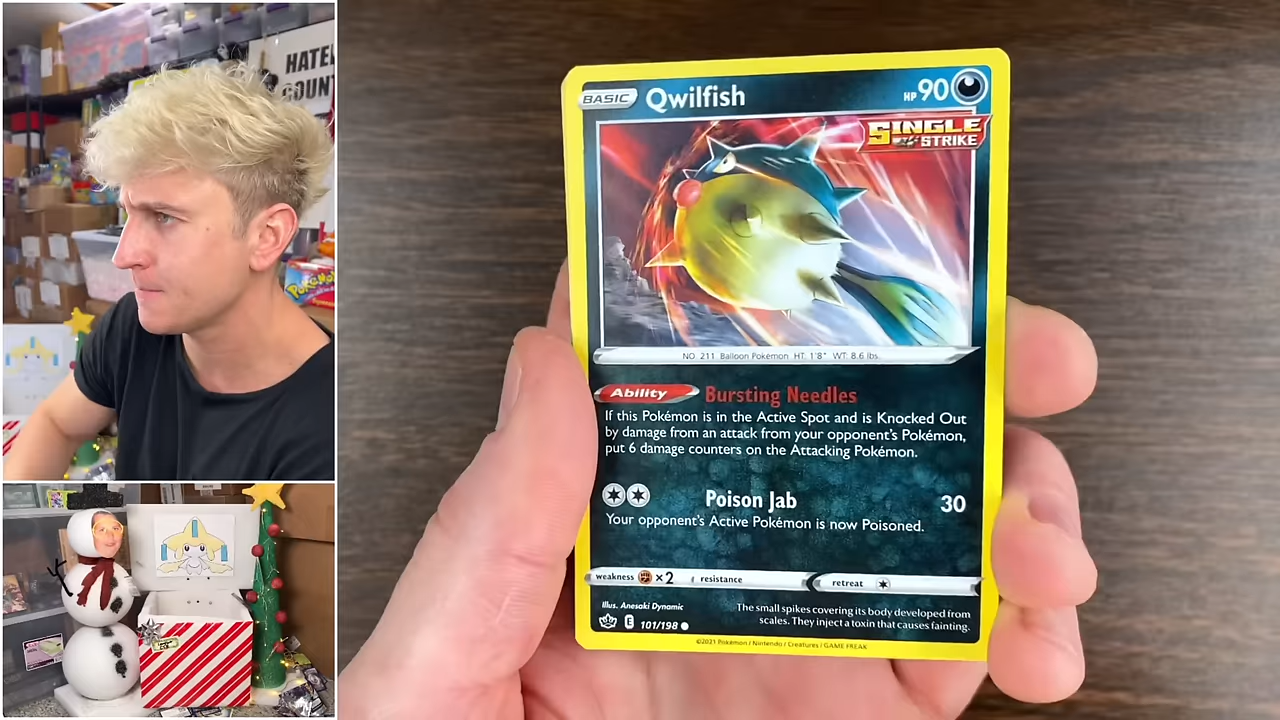 HATE
COUN
POKéMON
BASIC Qwilfish HP 90
SINGLE
STRIKE
NO. 211 Balloon Pokémon HT: 1'8" WT: 8.6 lbs.
Ability Bursting Needles
If this Pokémon is in the Active Spot and is Knocked Out
by damage from an attack from your opponent's Pokémon,
put 6 damage counters on the Attacking Pokémon.
Poison Jab 30
Your opponent's Active Pokémon is now Poisoned.
weakness ×2 resistance retreat
Illus. Anesaki Dynamic
E 101/198
The small spikes covering its body developed from
scales. They inject a toxin that causes fainting.
©2021 Pokémon / Nintendo / Creatures / GAME FREAK